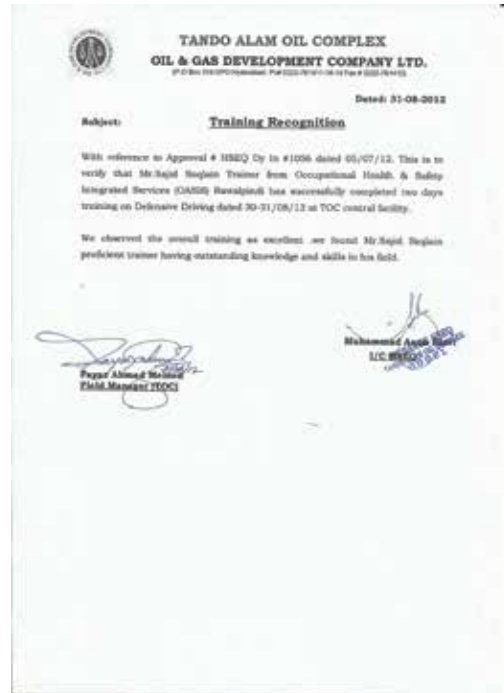 TANDO ALAM OIL COMPLEX
OIL & GAS DEVELOPMENT COMPANY LTD.
Dated: 31-08-2012
Subject: Training Recognition
With reference to Approval # HSEQ Dy In #1056 dated 05/07/12. This is to
verify that Mr.Sajid Saqlain Trainer from Occupational Health & Safety
Integrated Services (OASIS) Rawalpindi has successfully completed two days
training on Defensive Driving dated 30-31/08/12 at TOC control facility.
We observed the overall training as excellent .we found Mr.Sajid Saqlain
proficient trainer having outstanding knowledge and skills in his field.
Muhammad
I/C HSEQ
Ahmad
Field Manager (TOC)